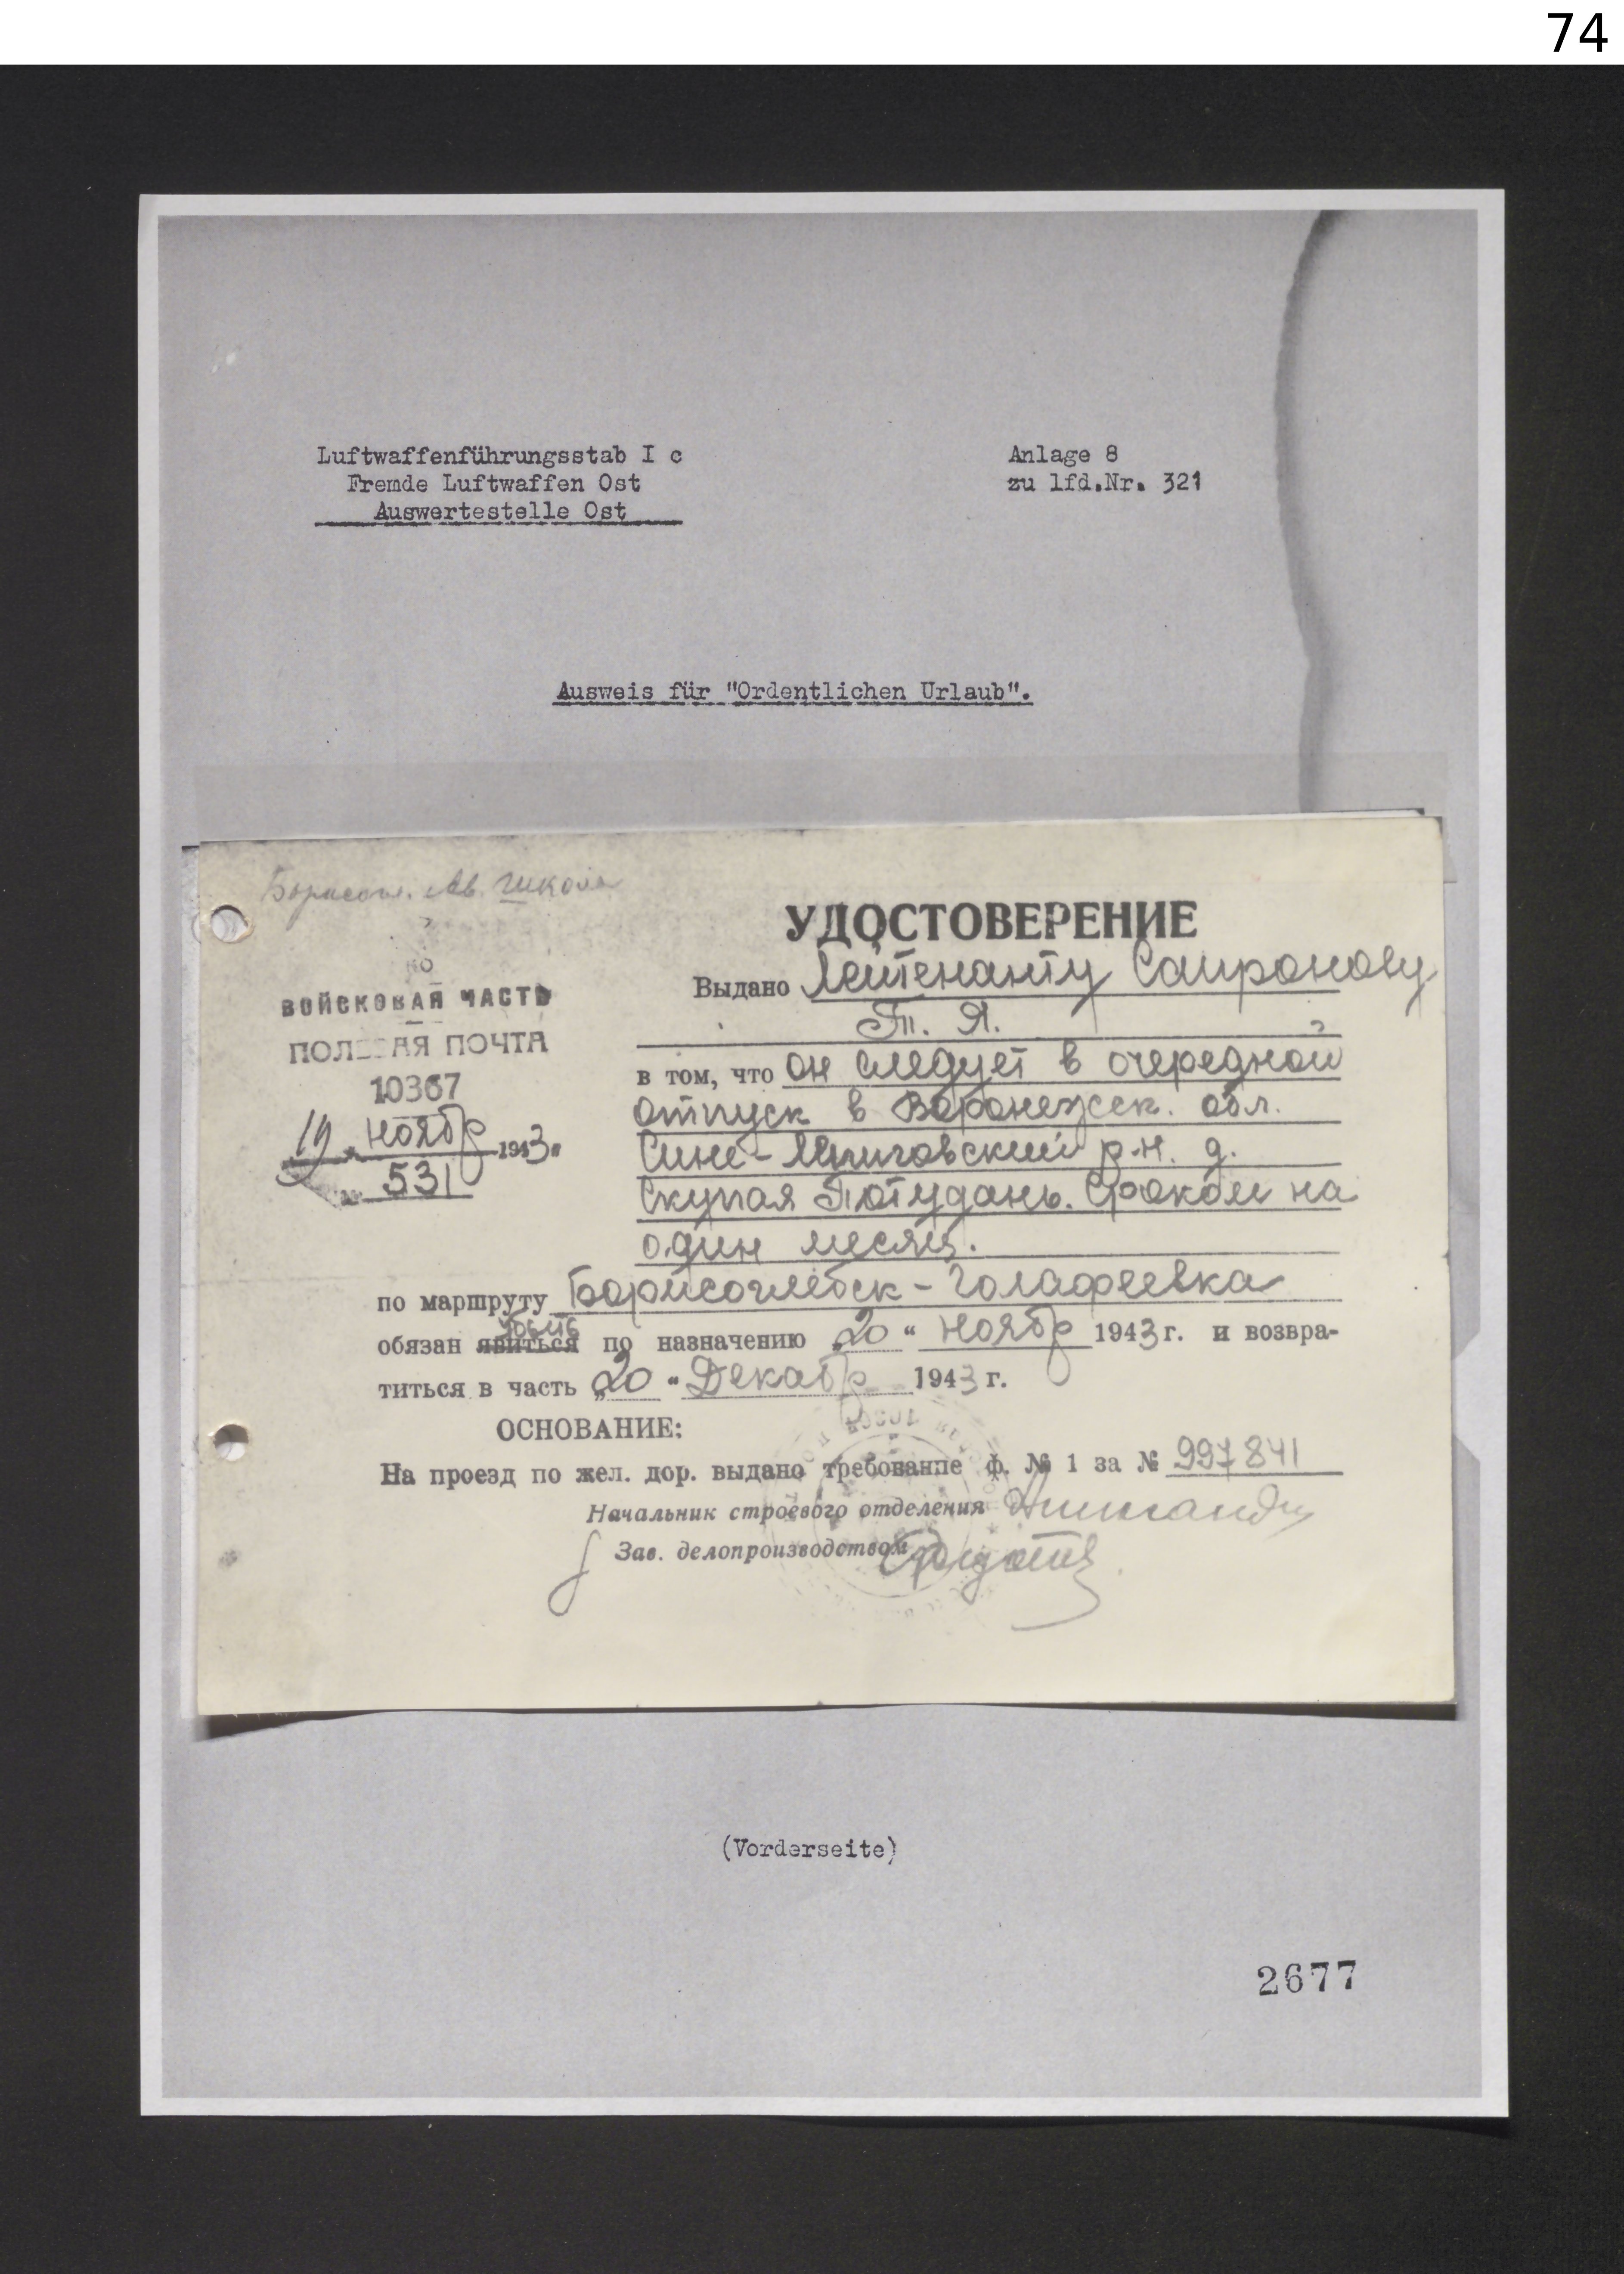 74
Luftwaffenführungsstab I c
Fremde Luftwaffen Ost
Auswertestelle Ost
Anlage 8
zu lfd.Nr. 321
Ausweis für "Ordentlichen Urlaub".
Борисогл. Ав. школа
УДОСТОВЕРЕНИЕ
ВОЙСКОВАЯ ЧАСТЬ
ПОЛЕВАЯ ПОЧТА
10367
19 " ноябр 1943 г.
№ 531
Выдано Лейтенанту
Т. Я.
в том, что он следует в очередной
отпуск в Воронежск. обл.
р-н. д.
Скупая Потудань. Сроком на
один месяц.
по маршруту Борисоглебск -
обязан явиться убыть по назначению „20 “ ноябр 1943 г. и возвра-
титься в часть „20 “ Декабр 1943 г.
ОСНОВАНИЕ:
На проезд по жел. дор. выдано требование ф. № 1 за № 997841
Начальник строевого отделения
Зав. делопроизводством
(Vorderseite)
2677